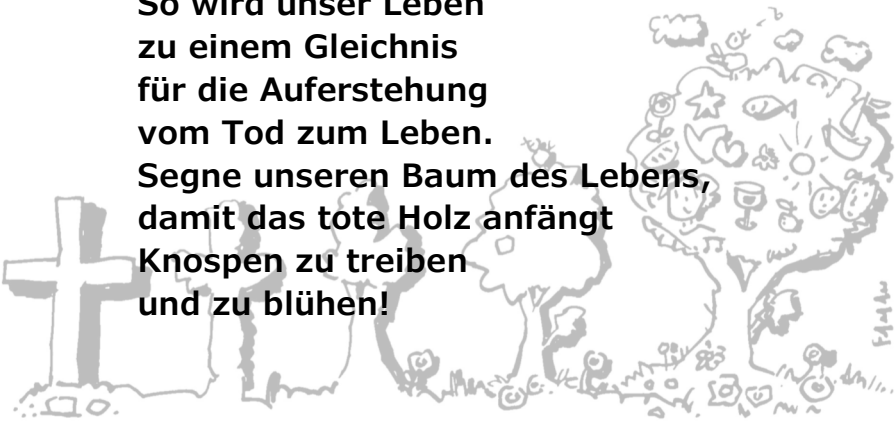 So wird unser Leben
zu einem Gleichnis
für die Auferstehung
vom Tod zum Leben.
Segne unseren Baum des Lebens,
damit das tote Holz anfängt
Knospen zu treiben
und zu blühen!